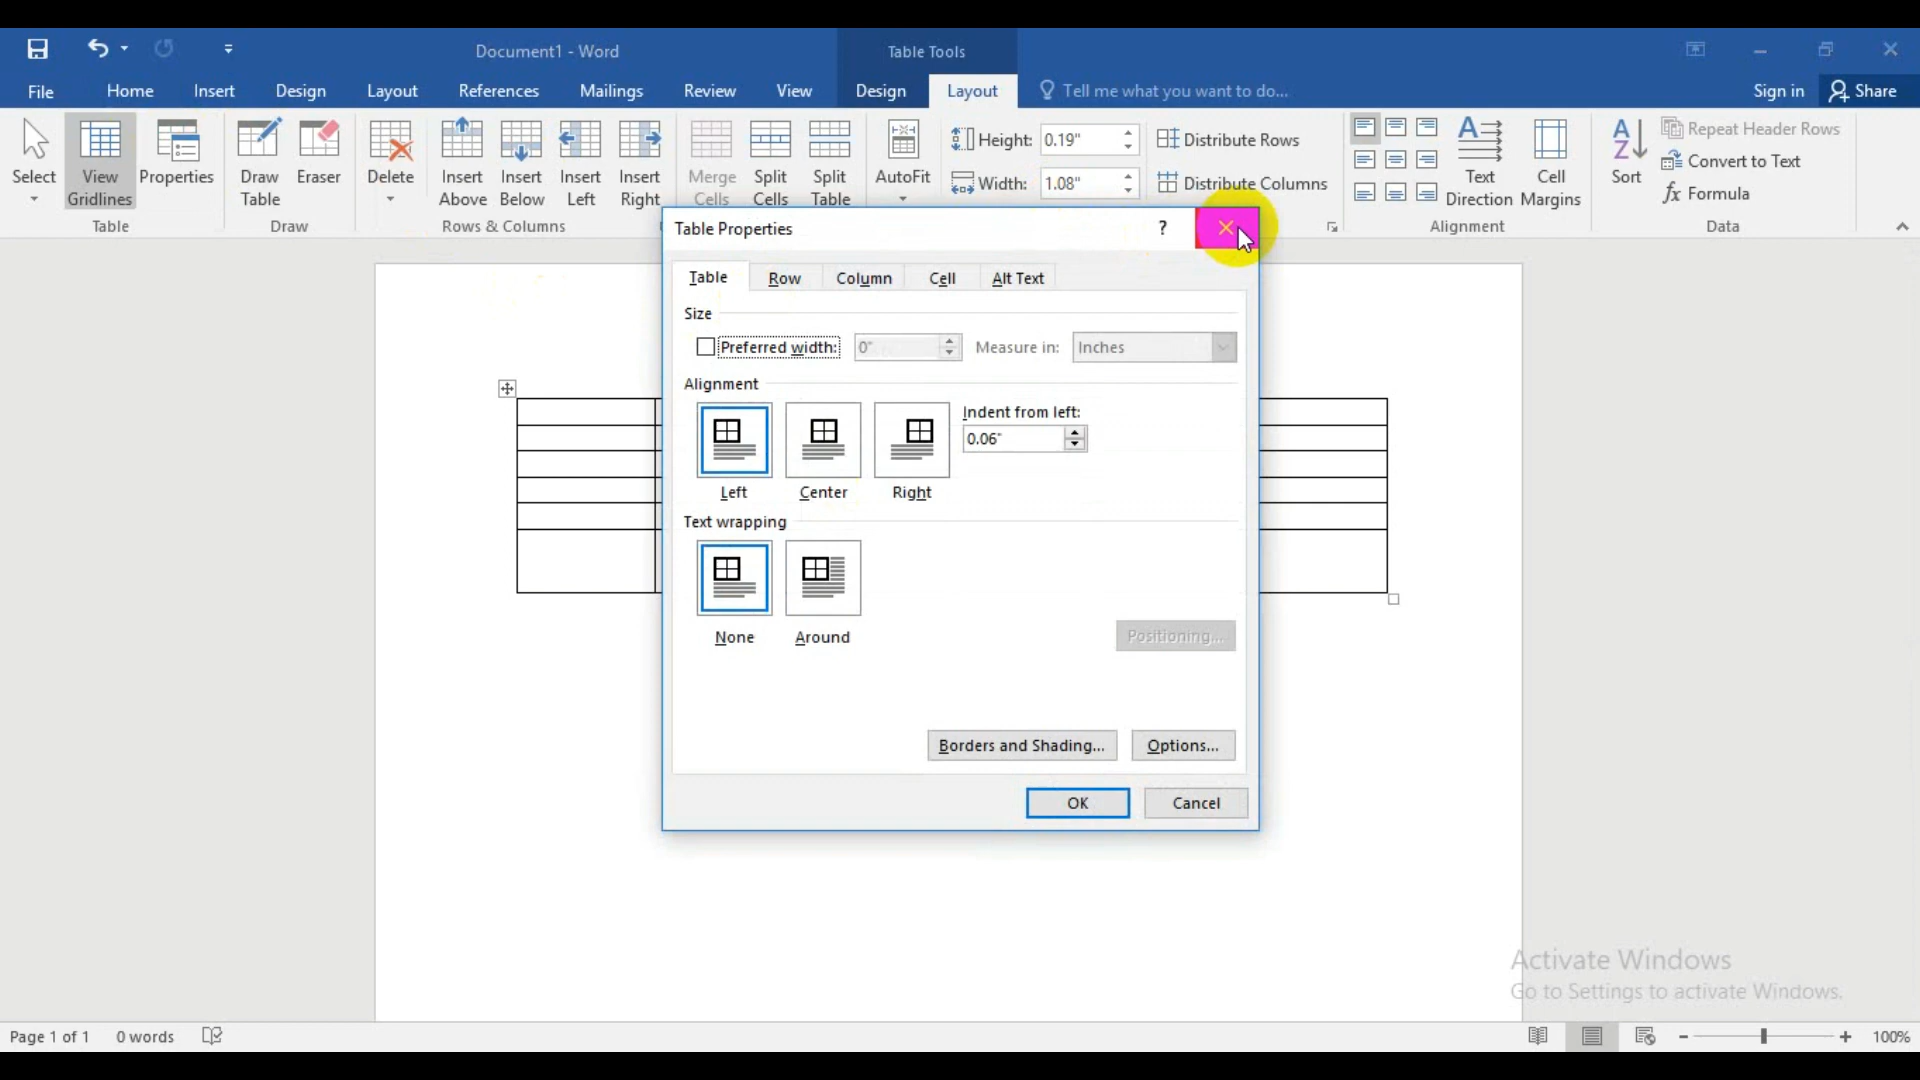 Document1 - Word
Table Tools
File Home Insert Design Layout References Mailings Review View Design Layout Tell me what you want to do... Sign in Share
Select View Gridlines Properties Draw Table Eraser Delete Insert Above Insert Below Insert Left Insert Right Merge Cells Split Cells Split Table AutoFit
Height: 0.19" Distribute Rows
Width: 1.08" Distribute Columns
Text Direction Cell Margins Sort
Repeat Header Rows
Convert to Text
fx Formula
Table Draw Rows & Columns Alignment Data
Table Properties ?
Table Row Column Cell Alt Text
Size
Preferred width: 0" Measure in: Inches
Alignment
Indent from left:
0.06"
Left Center Right
Text wrapping
None Around
Positioning...
Borders and Shading... Options...
OK Cancel
Activate Windows
Go to Settings to activate Windows.
Page 1 of 1 0 words 100%